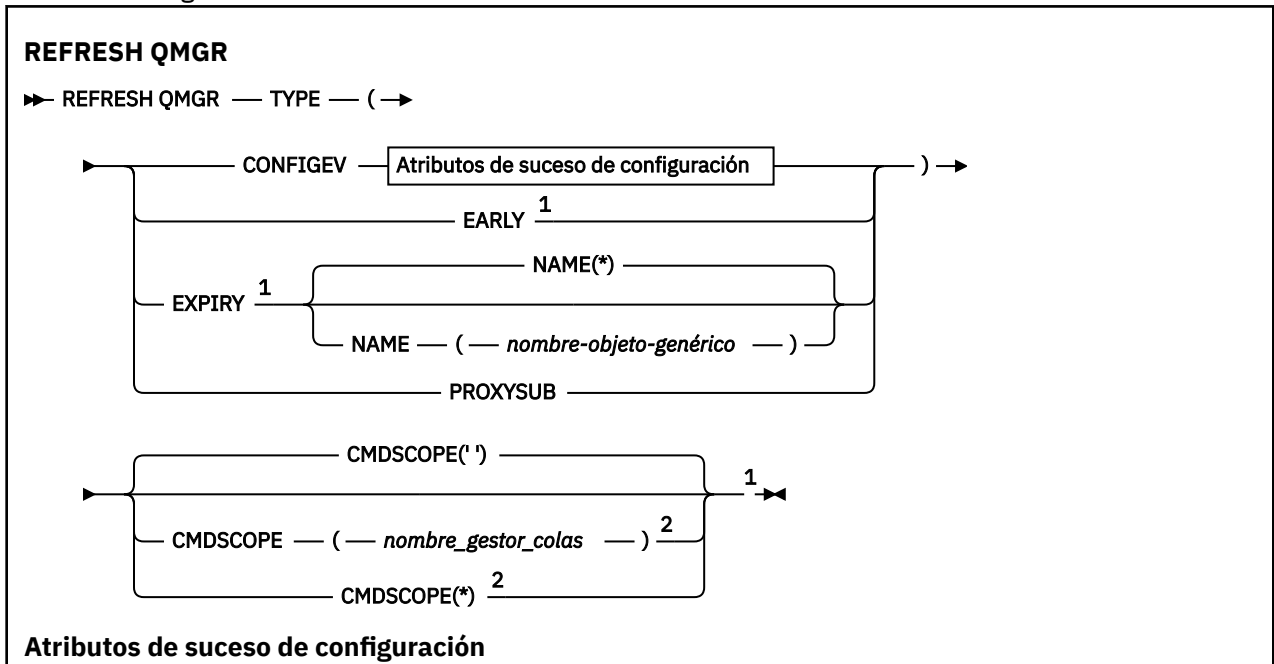 REFRESH QMGR
REFRESH QMGR TYPE (
CONFIGEV Atributos de suceso de configuración )
EARLY 1
NAME(*)
EXPIRY 1
NAME ( nombre-objeto-genérico )
PROXYSUB
CMDSCOPE(' ')
1
CMDSCOPE ( nombre_gestor_colas ) 2
CMDSCOPE(*) 2
Atributos de suceso de configuración